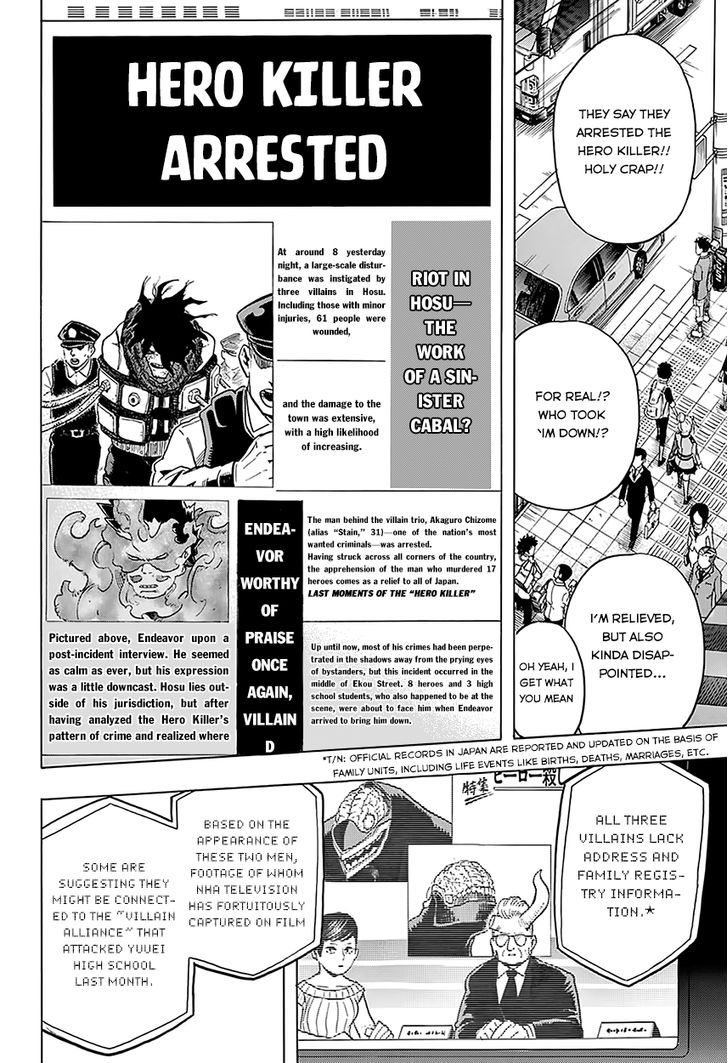 THEY SAY THEY
ARRESTED THE
HERO KILLER!!
HOLY CRAP!!
FOR REAL!?
WHO TOOK
'IM DOWN!?
I'M RELIEVED,
BUT ALSO
KINDA DISAP-
POINTED...
OH YEAH, I
GET WHAT
YOU MEAN
HERO KILLER
ARRESTED
RIOT IN
HOSU—
THE
WORK
OF A SIN-
ISTER
CABAL?
At around 8 yesterday
night, a large-scale distur-
bance was instigated by
three villains in Hosu.
Including those with minor
injuries, 61 people were
wounded,
and the damage to the
town was extensive,
with a high likelihood
of increasing.
The man behind the villain trio, Akaguro Chizome
(alias "Stain," 31)—one of the nation's most
wanted criminals—was arrested.
Having struck across all corners of the country,
the apprehension of the man who murdered 17
heroes comes as a relief to all of Japan.
LAST MOMENTS OF THE "HERO KILLER"
Up until now, most of his crimes had been perpe-
trated in the shadows away from the prying eyes
of bystanders, but this incident occurred in the
middle of Ekou Street. 8 heroes and 3 high
school students, who also happened to be at the
scene, were about to face him when Endeavor
arrived to bring him down.
ENDEA-
VOR
WORTHY
OF
PRAISE
ONCE
AGAIN,
VILLAIN
D
Pictured above, Endeavor upon a
post-incident interview. He seemed
as calm as ever, but his expression
was a little downcast. Hosu lies out-
side of his jurisdiction, but after
having analyzed the Hero Killer's
pattern of crime and realized where
*T/N: OFFICIAL RECORDS IN JAPAN ARE REPORTED AND UPDATED ON THE BASIS OF
FAMILY UNITS, INCLUDING LIFE EVENTS LIKE BIRTHS, DEATHS, MARRIAGES, ETC.
特集
ヒーロー殺し
ALL THREE
VILLAINS LACK
ADDRESS AND
FAMILY REGIS-
TRY INFORMA-
TION.*
BASED ON THE
APPEARANCE OF
THESE TWO MEN,
FOOTAGE OF WHOM
NHA TELEVISION
HAS FORTUITOUSLY
CAPTURED ON FILM
SOME ARE
SUGGESTING THEY
MIGHT BE CONNECT-
ED TO THE "VILLAIN
ALLIANCE" THAT
ATTACKED YUUEI
HIGH SCHOOL
LAST MONTH.